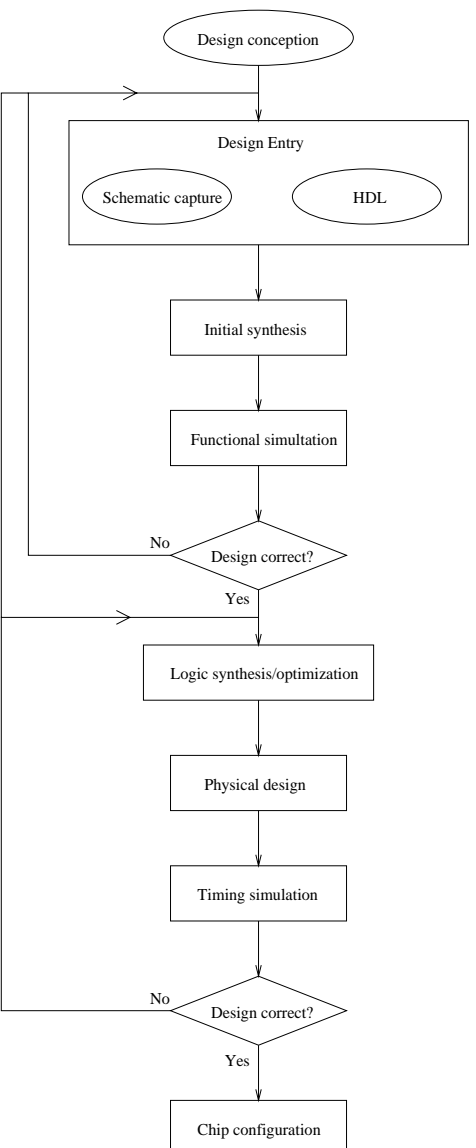 Design conception
Design Entry
Schematic capture
HDL
Initial synthesis
Functional simultation
No
Design correct?
Yes
Logic synthesis/optimization
Physical design
Timing simulation
No
Design correct?
Yes
Chip configuration